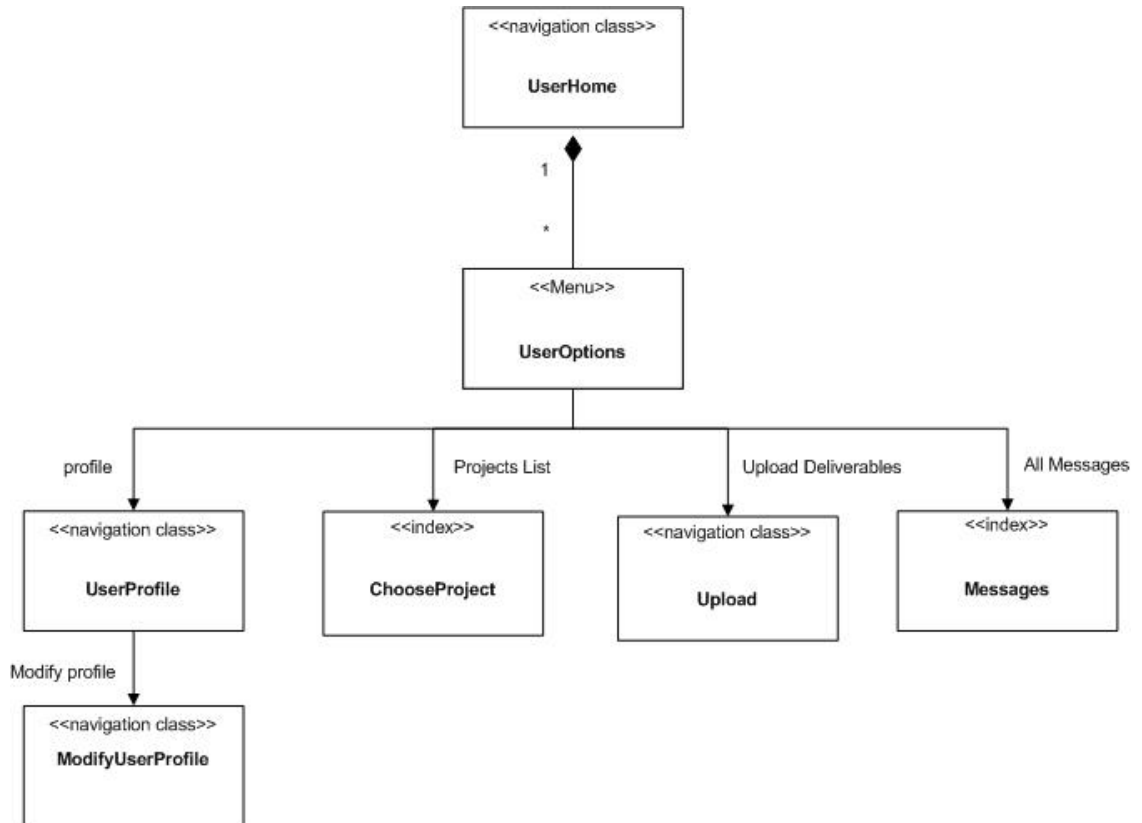 <<navigation class>>
UserHome
1
*
<<Menu>>
UserOptions
profile
Projects List
Upload Deliverables
All Messages
<<navigation class>>
UserProfile
<<index>>
ChooseProject
<<navigation class>>
Upload
<<index>>
Messages
Modify profile
<<navigation class>>
ModifyUserProfile